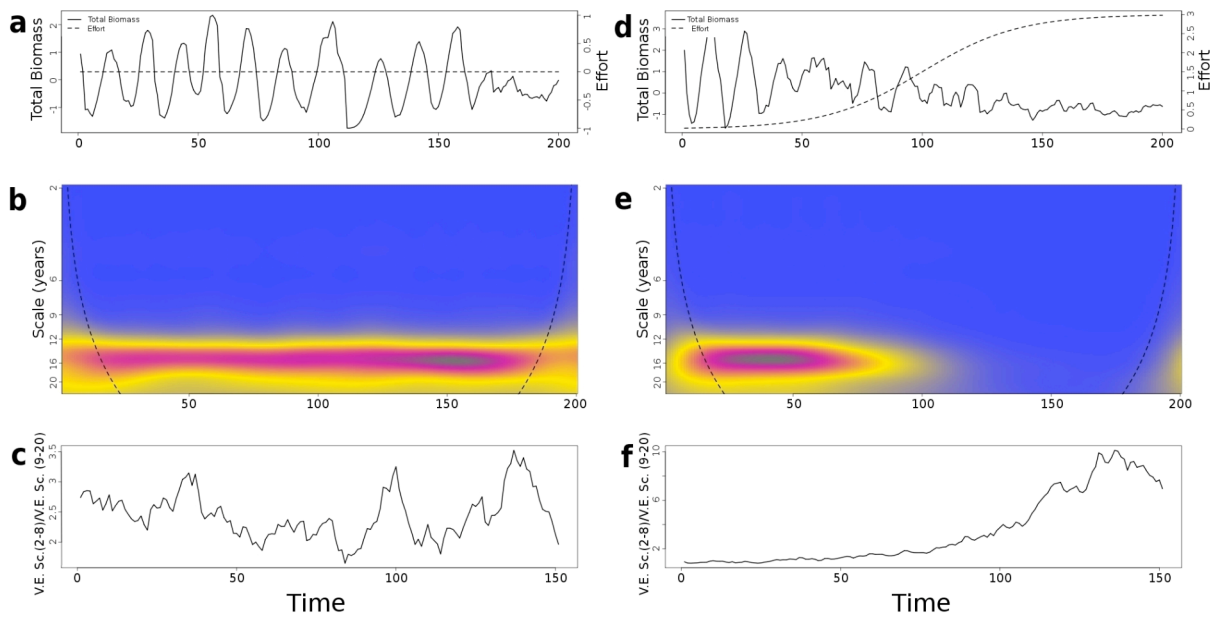 a
Total Biomass
Effort
Total Biomass
2
1
0
-1
1
0.5
0
-0.5
-1
Effort
0 50 100 150 200
d
Total Biomass
Effort
Total Biomass
3
2
1
0
-1
3
2.5
2
1.5
1
0.5
0
Effort
0 50 100 150 200
b
Scale (years)
2
6
9
12
16
20
50 100 150 200
e
Scale (years)
2
6
9
12
16
20
50 100 150 200
c
V.E. Sc.(2-8)/V.E. Sc. (9-20)
3.5
3
2.5
2
0 50 100 150
Time
f
V.E. Sc.(2-8)/V.E. Sc. (9-20)
10
6
2
0 50 100 150
Time